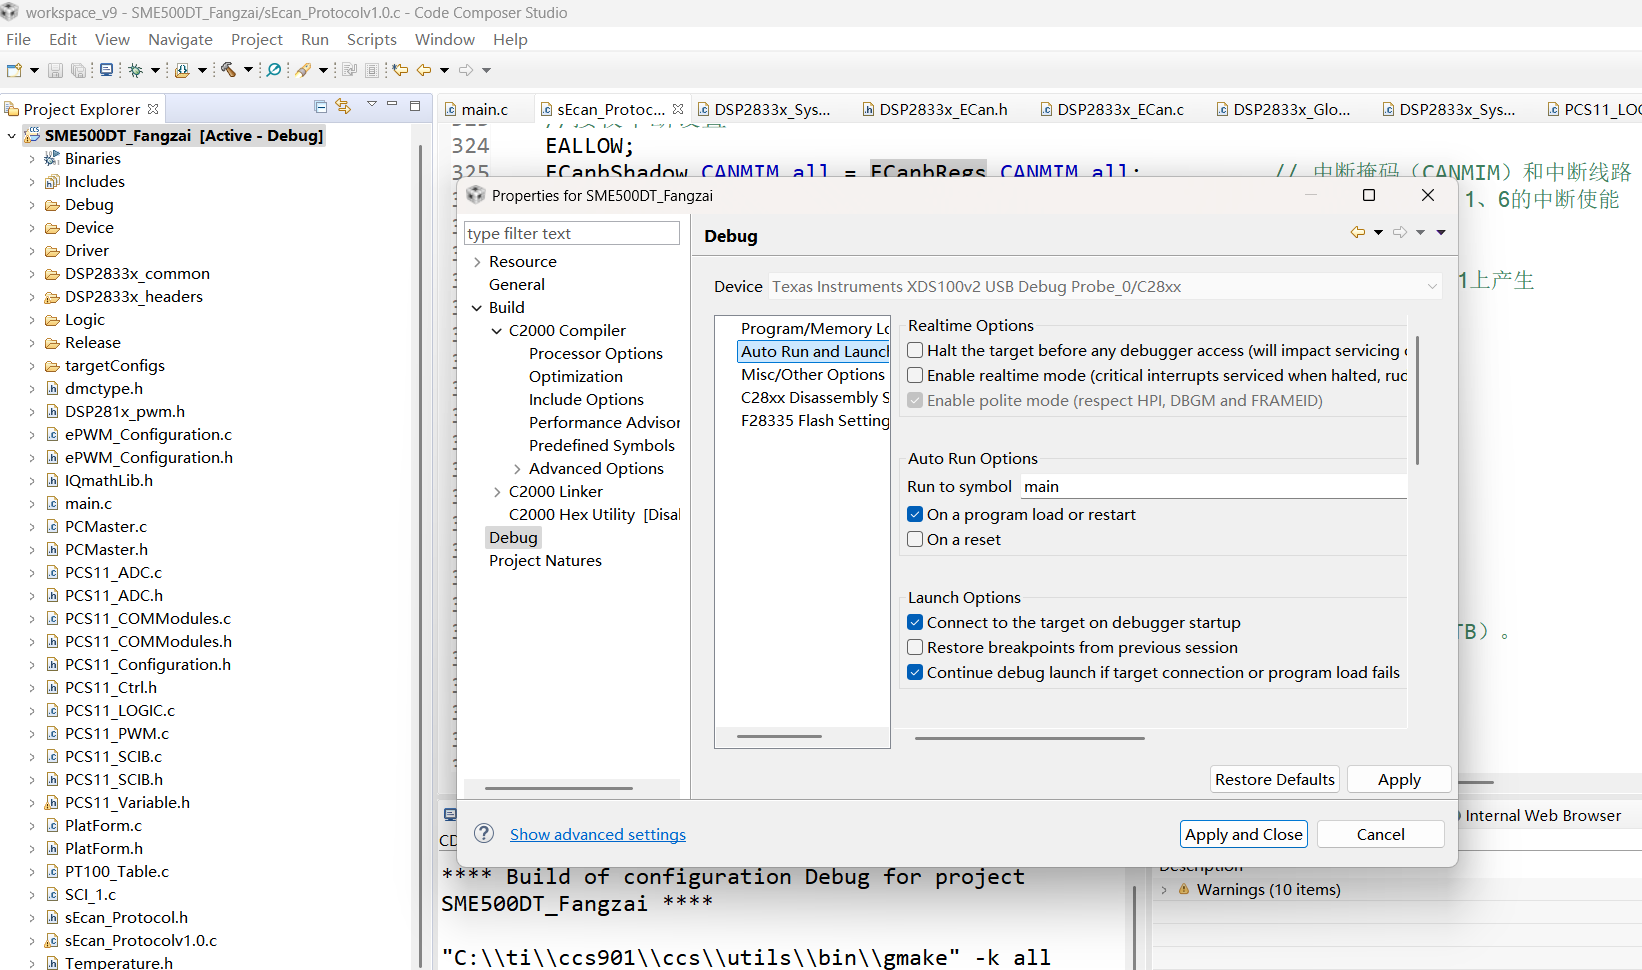 workspace_v9 - SME500DT_Fangzai/sEcan_Protocolv1.0.c - Code Composer Studio
File Edit View Navigate Project Run Scripts Window Help
Project Explorer
SME500DT_Fangzai [Active - Debug]
Binaries
Includes
Debug
Device
Driver
DSP2833x_common
DSP2833x_headers
Logic
Release
targetConfigs
dmctype.h
DSP281x_pwm.h
ePWM_Configuration.c
ePWM_Configuration.h
IQmathLib.h
main.c
PCMaster.c
PCMaster.h
PCS11_ADC.c
PCS11_ADC.h
PCS11_COMModules.c
PCS11_COMModules.h
PCS11_Configuration.h
PCS11_Ctrl.h
PCS11_LOGIC.c
PCS11_PWM.c
PCS11_SCIB.c
PCS11_SCIB.h
PCS11_Variable.h
PlatForm.c
PlatForm.h
PT100_Table.c
SCI_1.c
sEcan_Protocol.h
sEcan_Protocolv1.0.c
Temperature.h
main.c sEcan_Protoc... DSP2833x_Sys... DSP2833x_ECan.h DSP2833x_ECan.c DSP2833x_Glo... DSP2833x_Sys... PCS11_LO
324 EALLOW;
325 ECanbShadow.CANMIM.all = ECanbRegs.CANMIM.all; // 中断掩码（CANMIM）和中断线路
1、6的中断使能
1上产生
TB）。
Properties for SME500DT_Fangzai
type filter text
Resource
General
Build
C2000 Compiler
Processor Options
Optimization
Include Options
Performance Advisor
Predefined Symbols
Advanced Options
C2000 Linker
C2000 Hex Utility [Disal
Debug
Project Natures
Debug
Device Texas Instruments XDS100v2 USB Debug Probe_0/C28xx
Program/Memory Lo
Auto Run and Launch
Misc/Other Options
C28xx Disassembly S
F28335 Flash Setting
Realtime Options
Halt the target before any debugger access (will impact servicing
Enable realtime mode (critical interrupts serviced when halted, ruc
Enable polite mode (respect HPI, DBGM and FRAMEID)
Auto Run Options
Run to symbol main
On a program load or restart
On a reset
Launch Options
Connect to the target on debugger startup
Restore breakpoints from previous session
Continue debug launch if target connection or program load fails
Restore Defaults Apply
Show advanced settings Apply and Close Cancel
Internal Web Browser
CD
Description
Warnings (10 items)
**** Build of configuration Debug for project
SME500DT_Fangzai ****
"C:\\ti\\ccs901\\ccs\\utils\\bin\\gmake" -k all